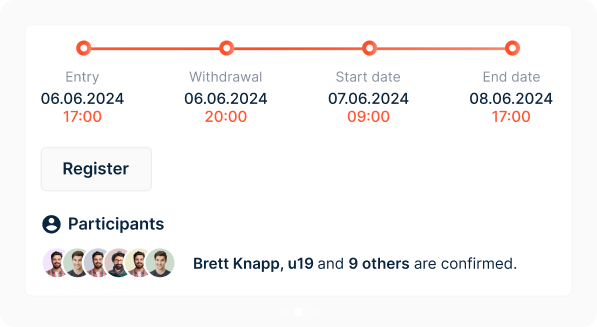 Entry Withdrawal Start date End date
06.06.2024 06.06.2024 07.06.2024 08.06.2024
17:00 20:00 09:00 17:00
Register
Participants
Brett Knapp, u19 and 9 others are confirmed.